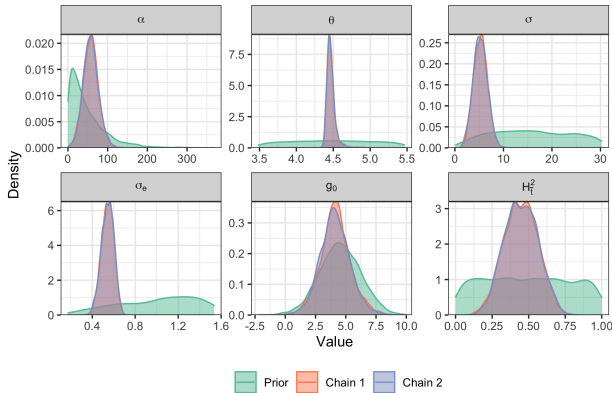 α θ σ
0.020
0.015
0.010
0.005
0.000
0 100 200 300
7.5
5.0
2.5
0.0
3.5 4.0 4.5 5.0 5.5
0.25
0.20
0.15
0.10
0.05
0.00
0 10 20 30
Density
σe g0 H²t̄
6
4
2
0
0.4 0.8 1.2 1.6
0.3
0.2
0.1
0.0
-2.5 0.0 2.5 5.0 7.5 10.0
3
2
1
0
0.00 0.25 0.50 0.75 1.00
Value
Prior Chain 1 Chain 2